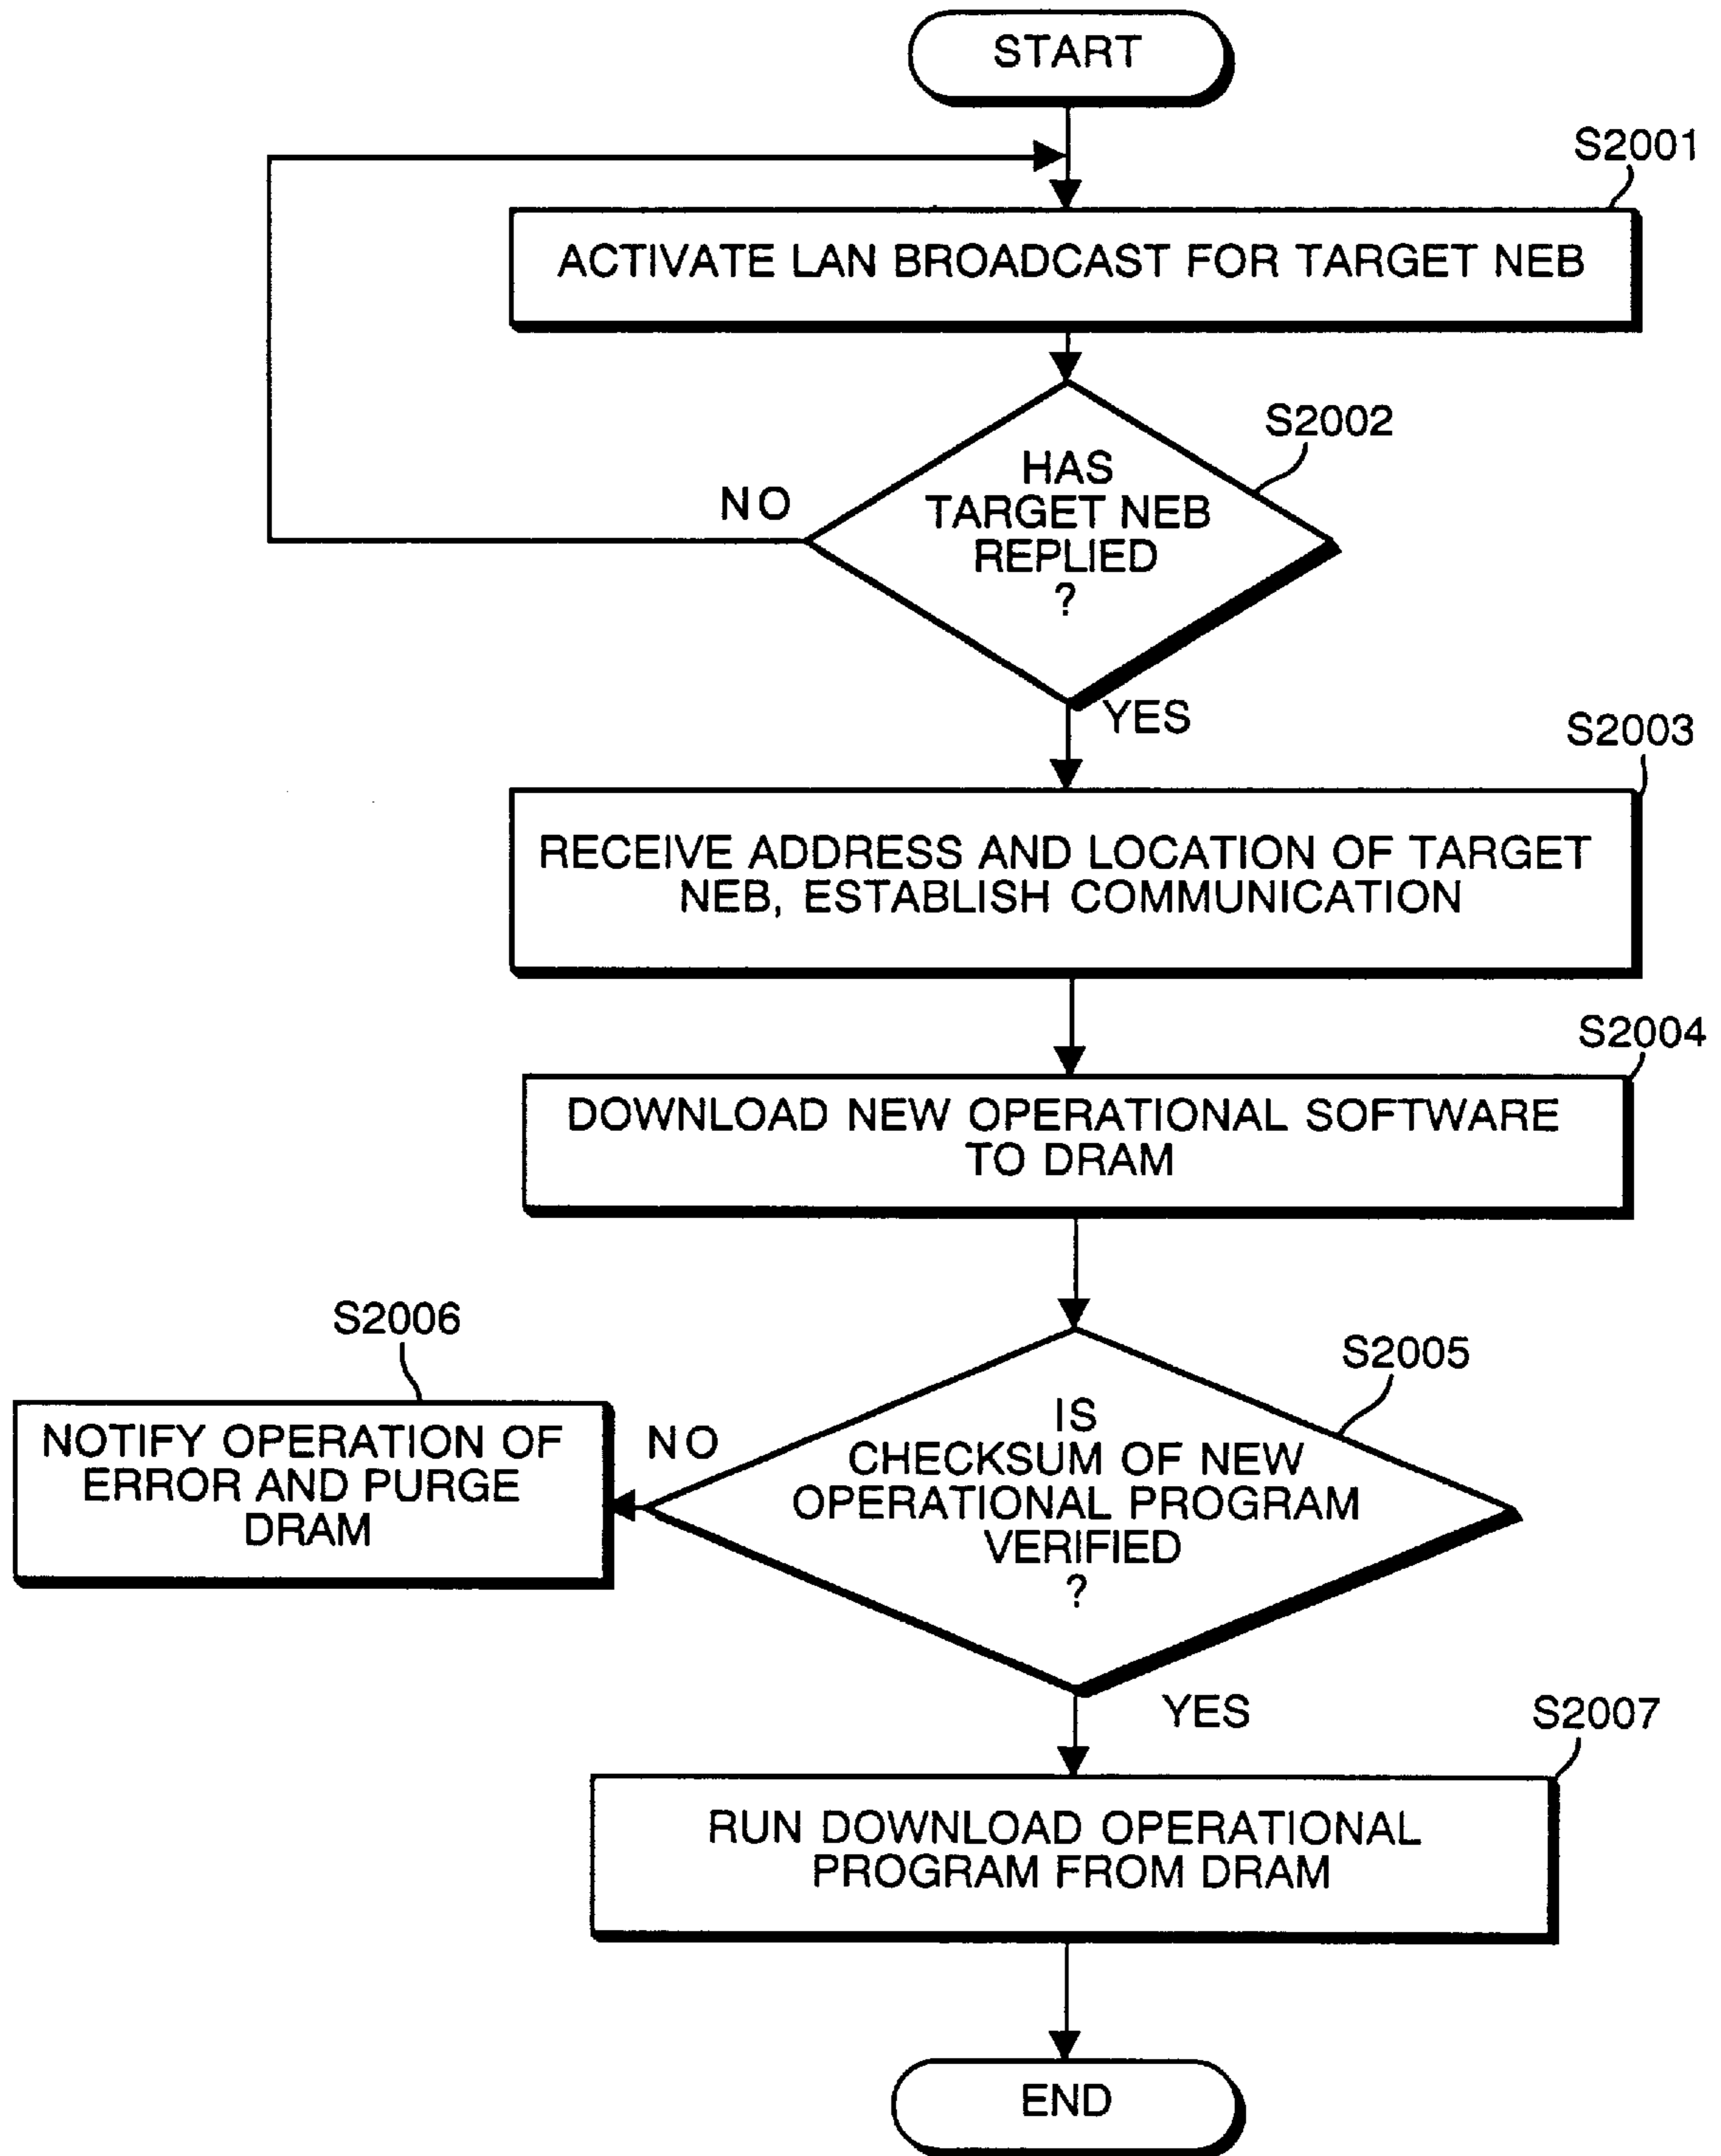 START
S2001
ACTIVATE LAN BROADCAST FOR TARGET NEB
S2002
HAS
TARGET NEB
REPLIED
?
NO
YES
S2003
RECEIVE ADDRESS AND LOCATION OF TARGET
NEB, ESTABLISH COMMUNICATION
S2004
DOWNLOAD NEW OPERATIONAL SOFTWARE
TO DRAM
S2006
NOTIFY OPERATION OF
ERROR AND PURGE
DRAM
NO
S2005
IS
CHECKSUM OF NEW
OPERATIONAL PROGRAM
VERIFIED
?
YES
S2007
RUN DOWNLOAD OPERATIONAL
PROGRAM FROM DRAM
END